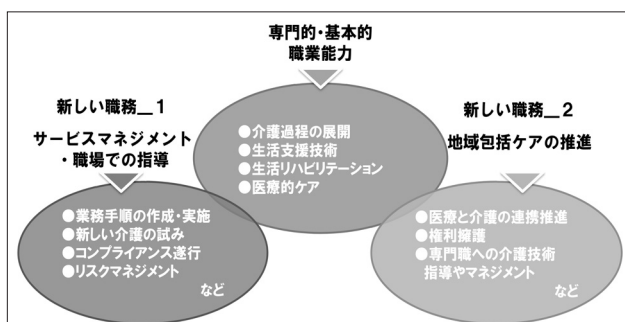 専門的・基本的
職業能力
●介護過程の展開
●生活支援技術
●生活リハビリテーション
●医療的ケア
新しい職務__1
サービスマネジメント
・職場での指導
●業務手順の作成・実施
●新しい介護の試み
●コンプライアンス遂行
●リスクマネジメント
など
新しい職務__2
地域包括ケアの推進
●医療と介護の連携推進
●権利擁護
●専門職への介護技術
指導やマネジメント
など